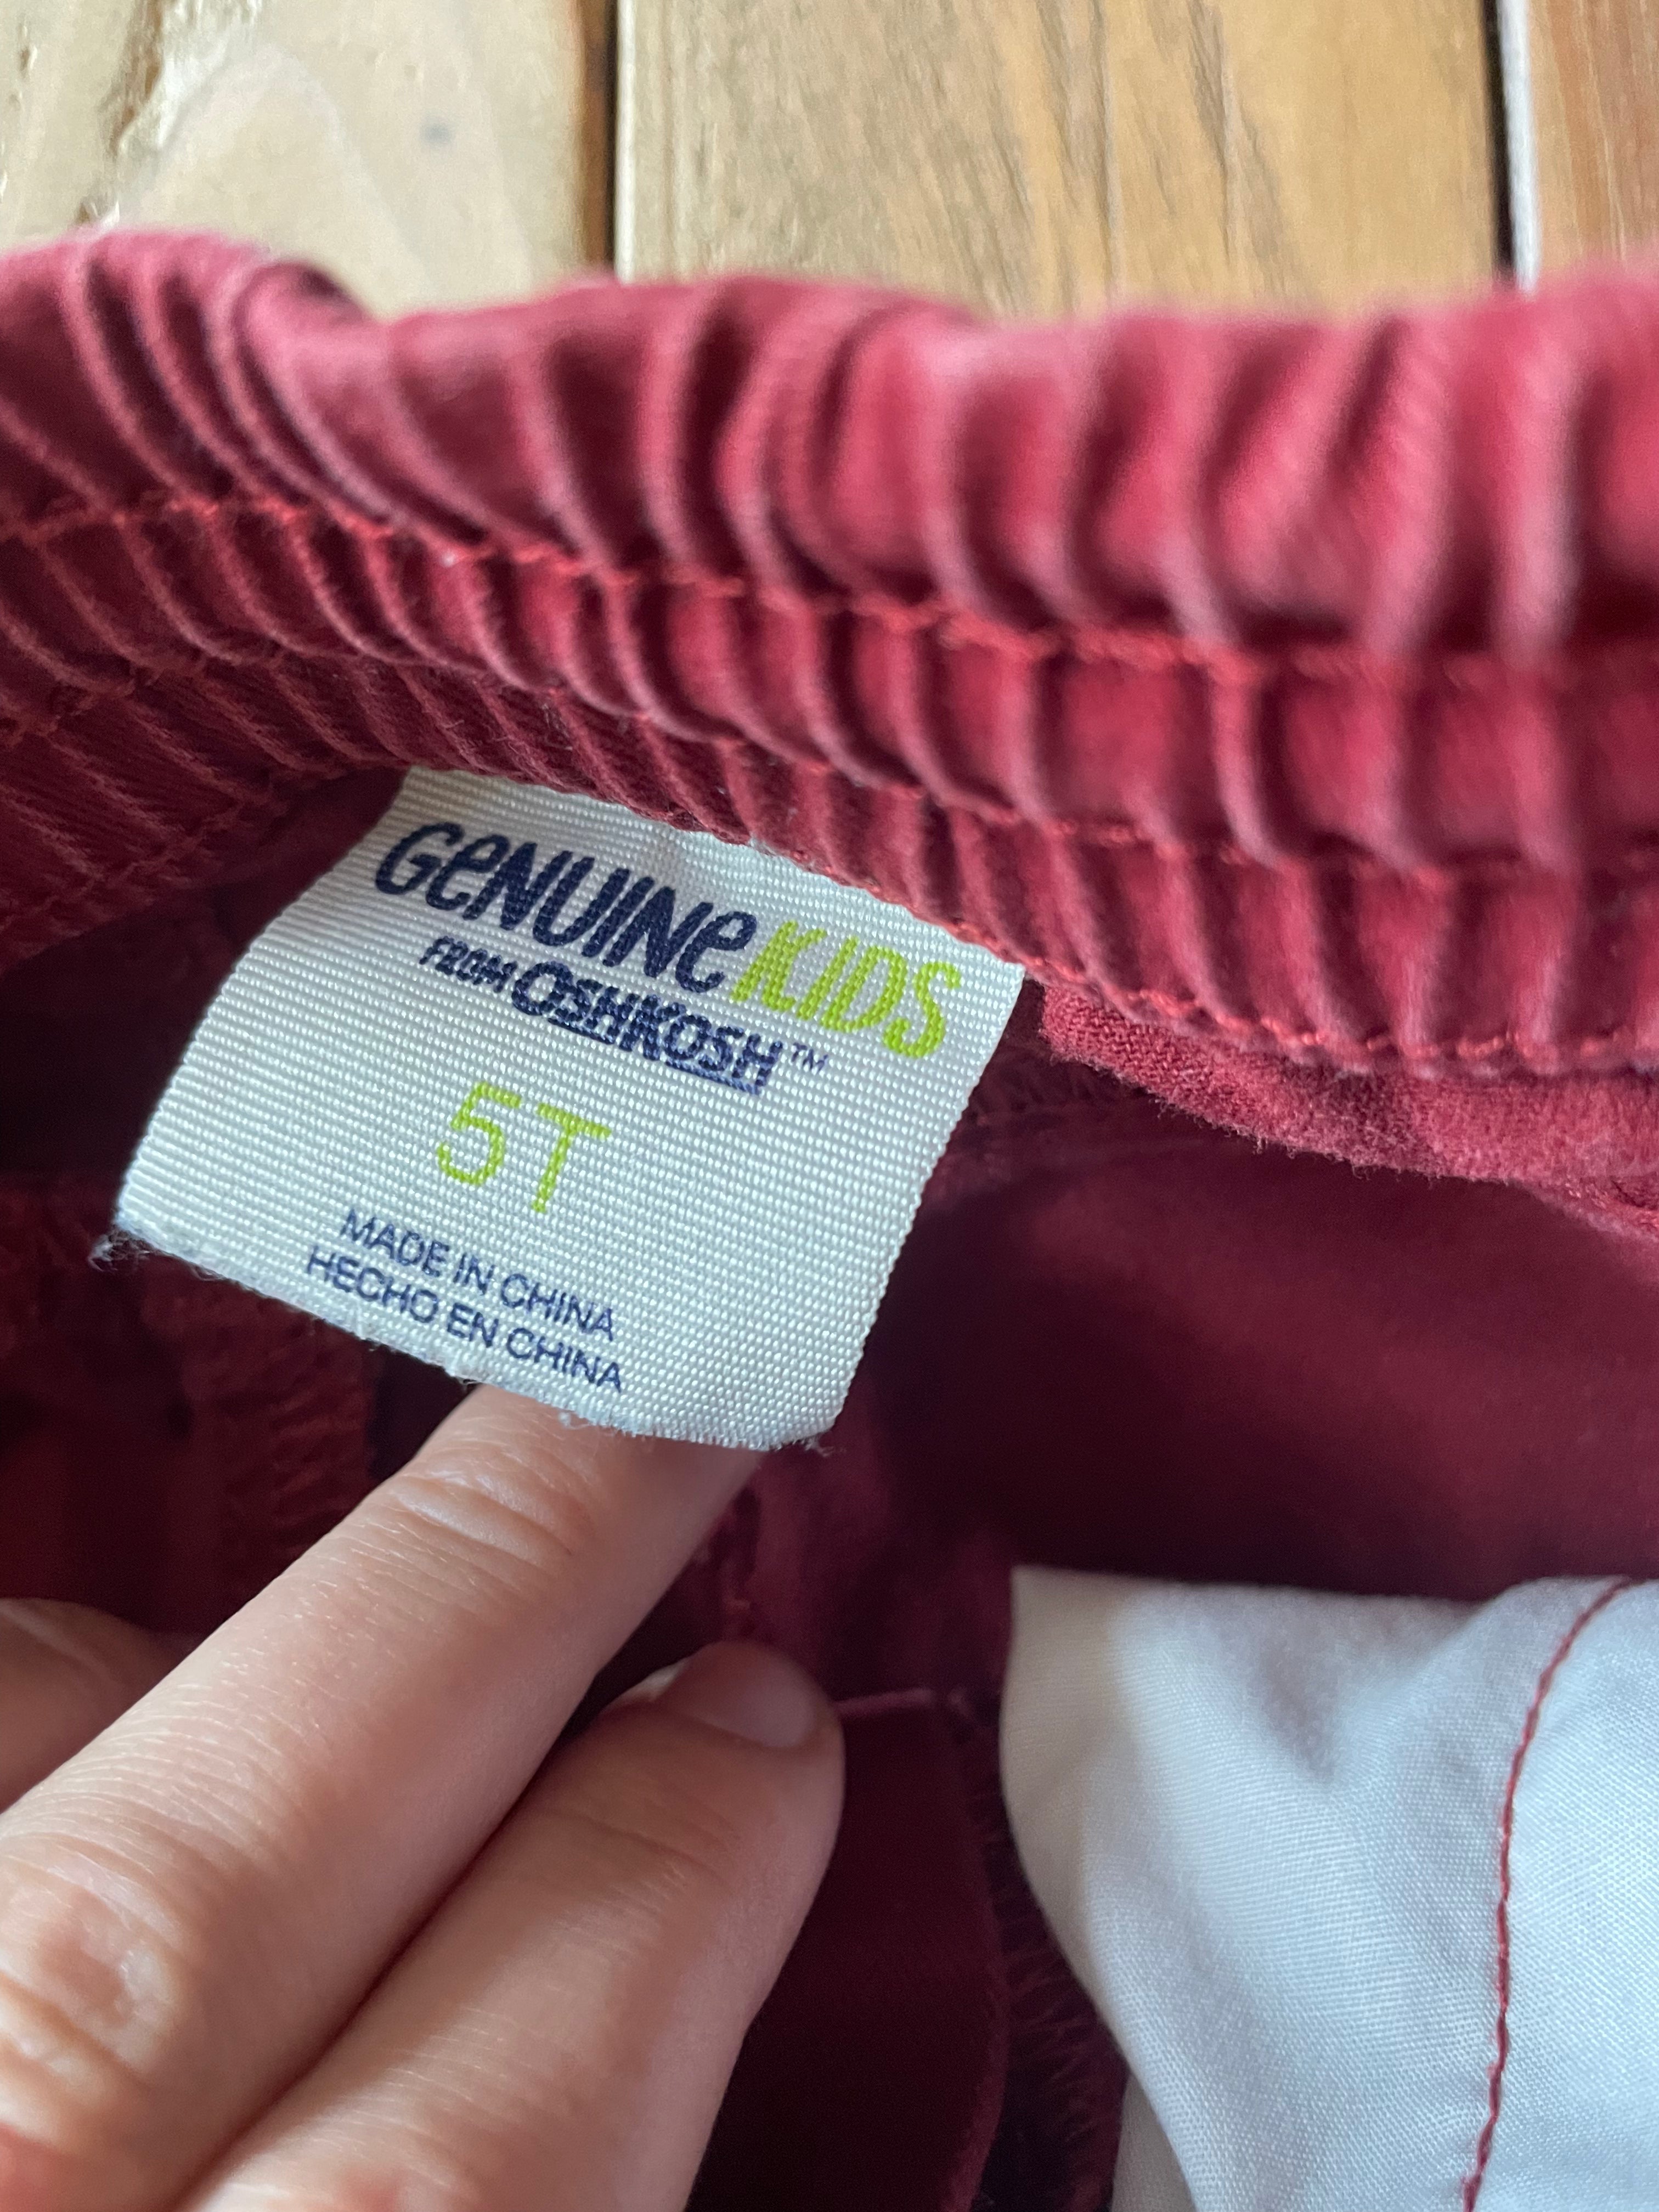 GeNUINe KIDS
FROM OSHKOSH™
5T
MADE IN CHINA
HECHO EN CHINA